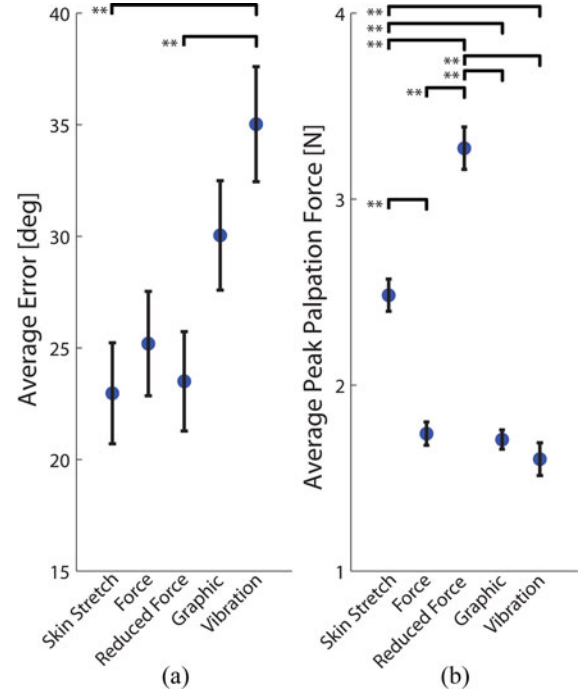 Average Error [deg]
40
35
30
25
20
15
**
**
Skin Stretch
Force
Reduced Force
Graphic
Vibration
(a)
Average Peak Palpation Force [N]
4
3
2
1
**
**
**
**
**
**
**
Skin Stretch
Force
Reduced Force
Graphic
Vibration
(b)